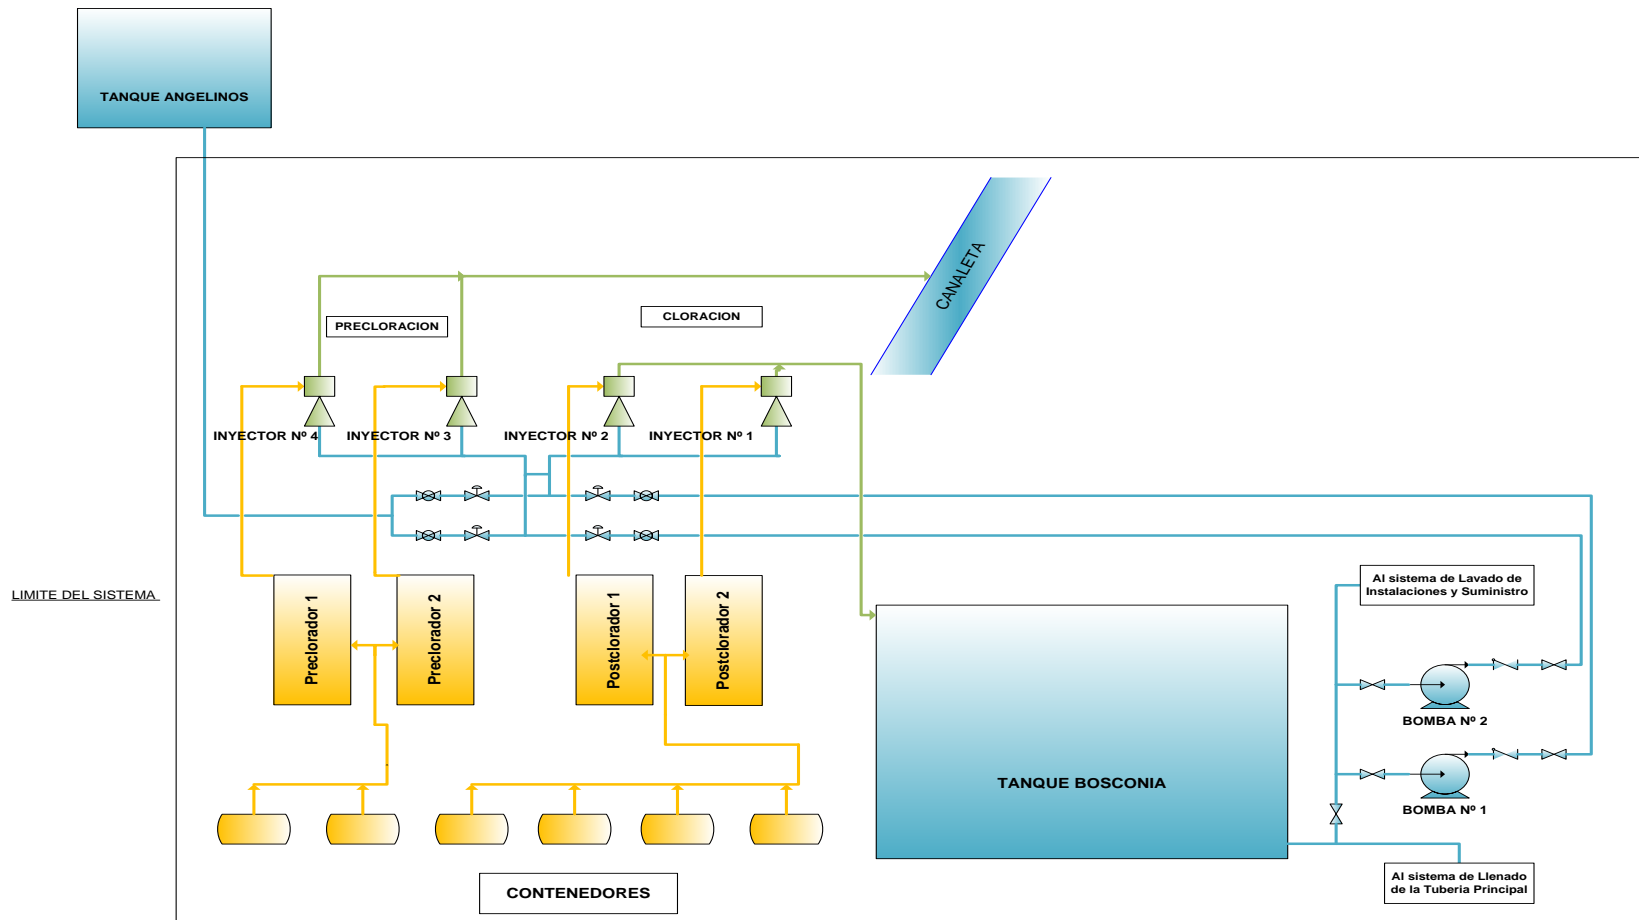 TANQUE ANGELINOS
CANALETA
PRECLORACION
CLORACION
INYECTOR Nº 4
INYECTOR Nº 3
INYECTOR Nº 2
INYECTOR Nº 1
LIMITE DEL SISTEMA
Preclorador 1
Preclorador 2
Postclorador 1
Postclorador 2
Al sistema de Lavado de
Instalaciones y Suministro
BOMBA Nº 2
TANQUE BOSCONIA
BOMBA Nº 1
CONTENEDORES
Al sistema de Llenado
de la Tuberia Principal